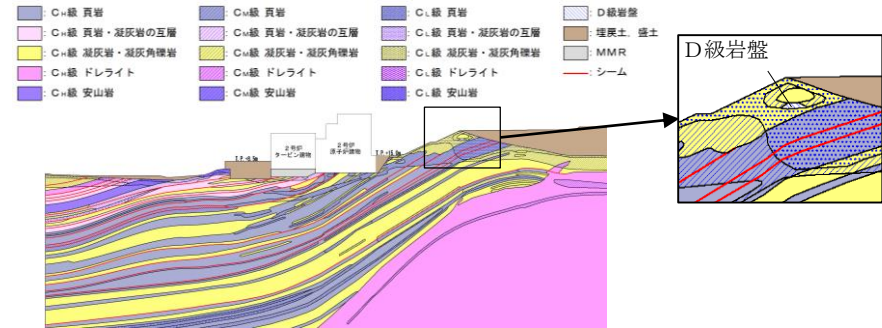 : CH級 頁岩
: CM級 頁岩
: CL級 頁岩
: D級岩盤
: CH級 頁岩・凝灰岩の互層
: CM級 頁岩・凝灰岩の互層
: CL級 頁岩・凝灰岩の互層
: 埋戻土，盛土
: CH級 凝灰岩・凝灰角礫岩
: CM級 凝灰岩・凝灰角礫岩
: CL級 凝灰岩・凝灰角礫岩
: MMR
: CH級 ドレライト
: CM級 ドレライト
: CL級 ドレライト
: シーム
: CH級 安山岩
: CM級 安山岩
: CL級 安山岩
D級岩盤
2号炉
タービン建物
2号炉
原子炉建物
T.P.+8.5m